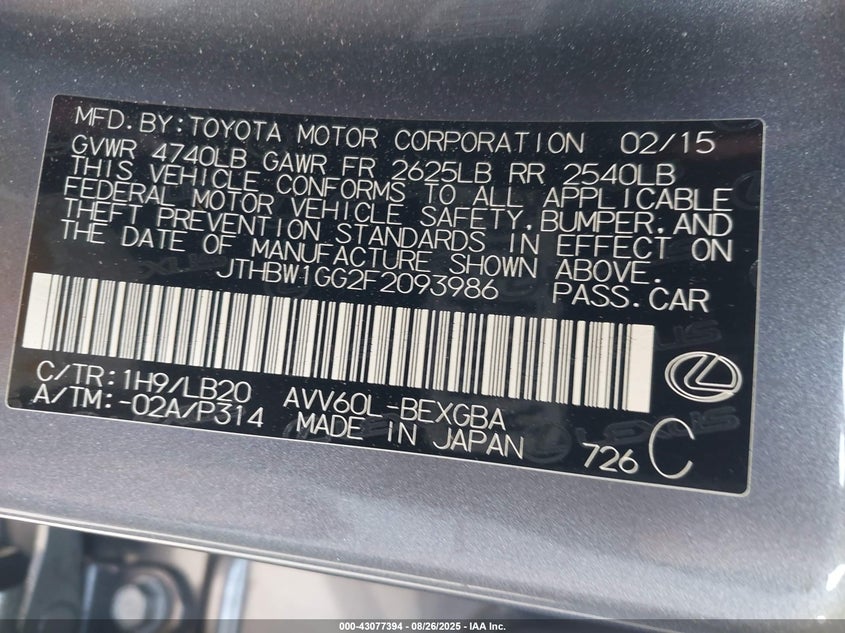 MFD.BY:TOYOTA MOTOR CORPORATION 02/15
GVWR 4740LB GAWR FR 2625LB RR 2540LB
THIS VEHICLE CONFORMS TO ALL APPLICABLE
FEDERAL MOTOR VEHICLE SAFETY,BUMPER,AND
THEFT PREVENTION STANDARDS IN EFFECT ON
THE DATE OF MANUFACTURE SHOWN ABOVE.
JTHBW1GG2F2093986 PASS.CAR
C/TR:1H9/LB20 AVV60L-BEXGBA
A/TM:-02A/P314 MADE IN JAPAN
726 C
LEXUS
000-43077394 - 08/26/2025 - IAA Inc.